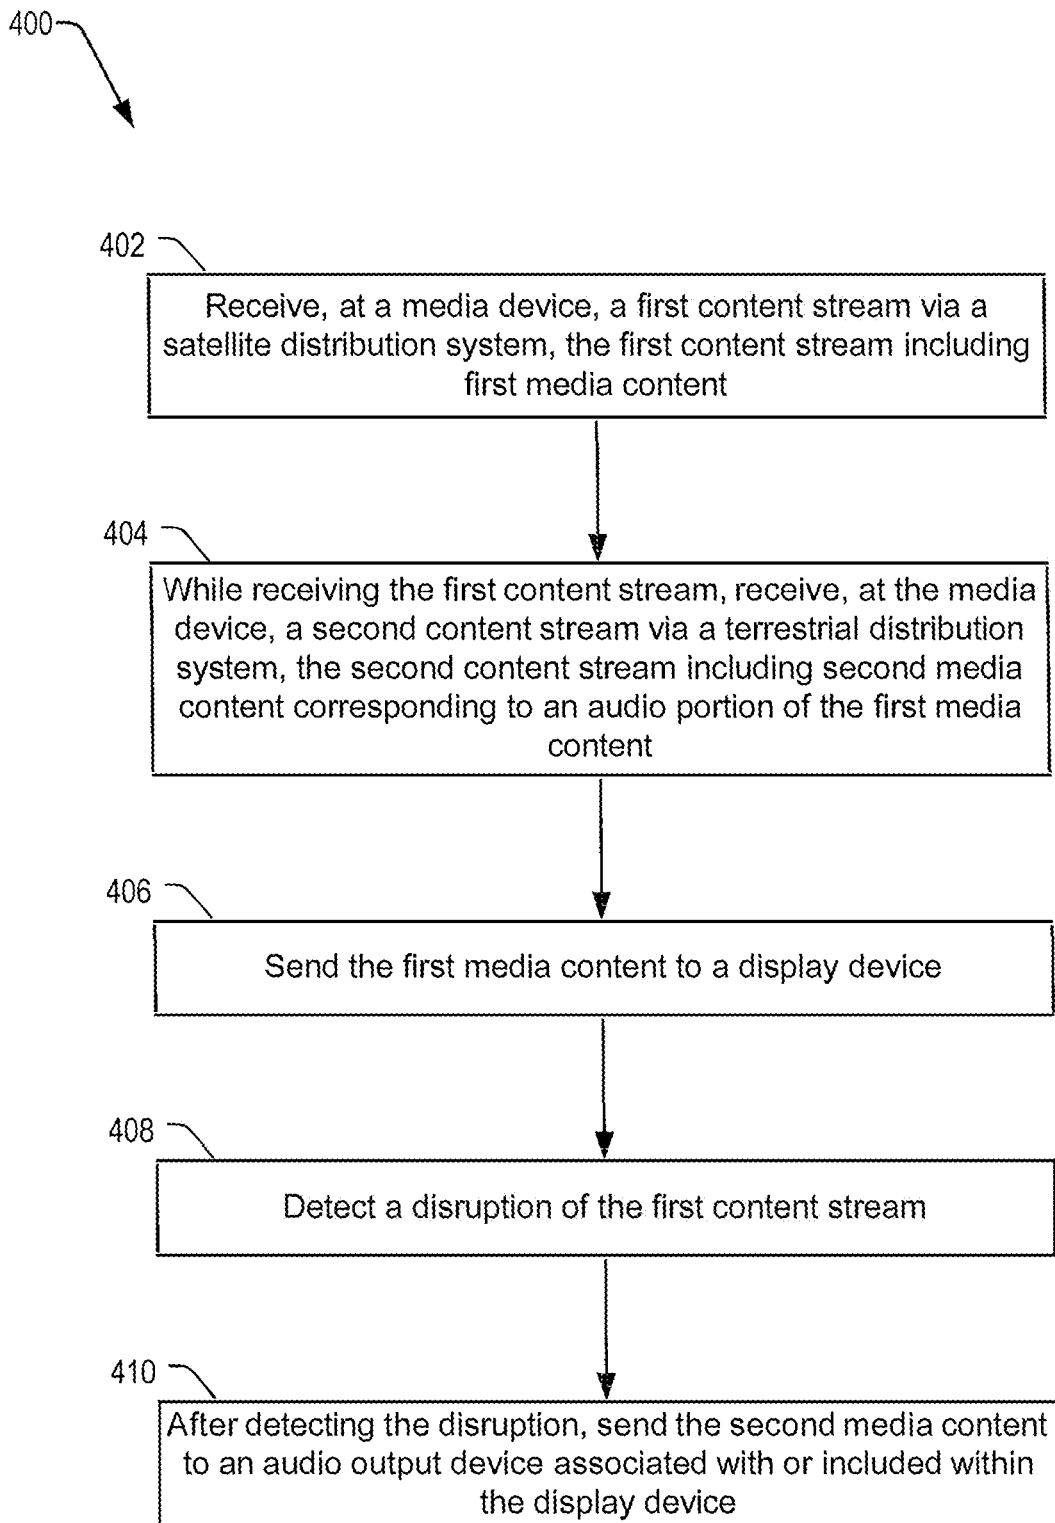 400
402
Receive, at a media device, a first content stream via a
satellite distribution system, the first content stream including
first media content
404
While receiving the first content stream, receive, at the media
device, a second content stream via a terrestrial distribution
system, the second content stream including second media
content corresponding to an audio portion of the first media
content
406
Send the first media content to a display device
408
Detect a disruption of the first content stream
410
After detecting the disruption, send the second media content
to an audio output device associated with or included within
the display device